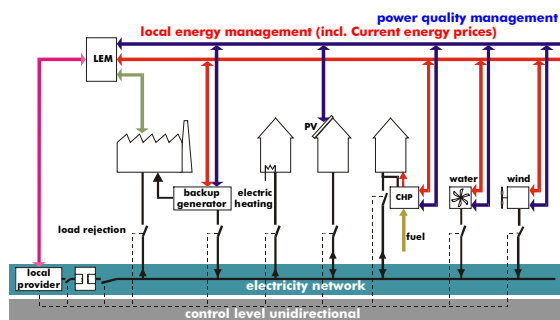 power quality management
local energy management (incl. Current energy prices)
LEM
PV
water
wind
backup
generator
electric
heating
CHP
load rejection
fuel
local
provider
electricity network
control level unidirectional